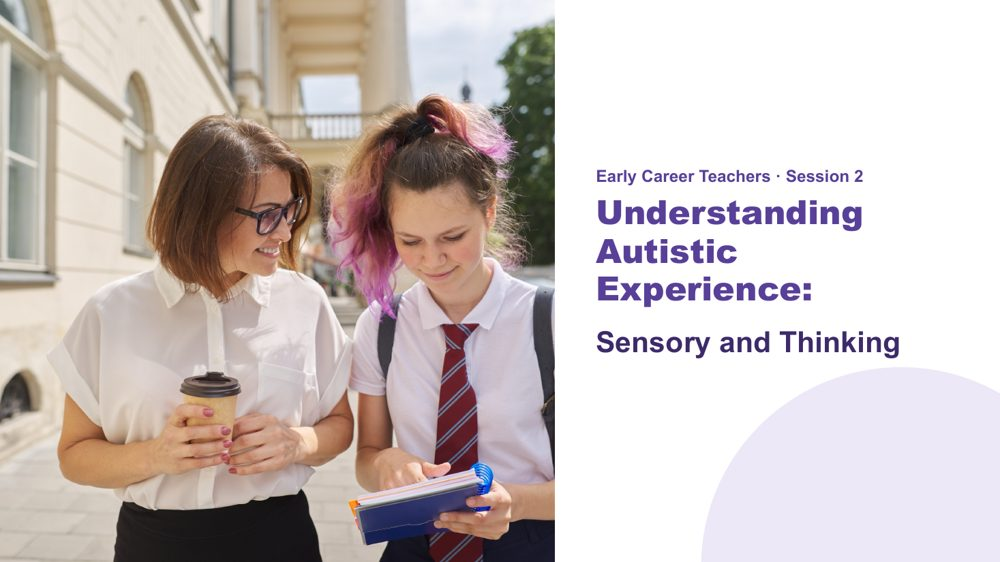 Early Career Teachers · Session 2
Understanding
Autistic
Experience:
Sensory and Thinking